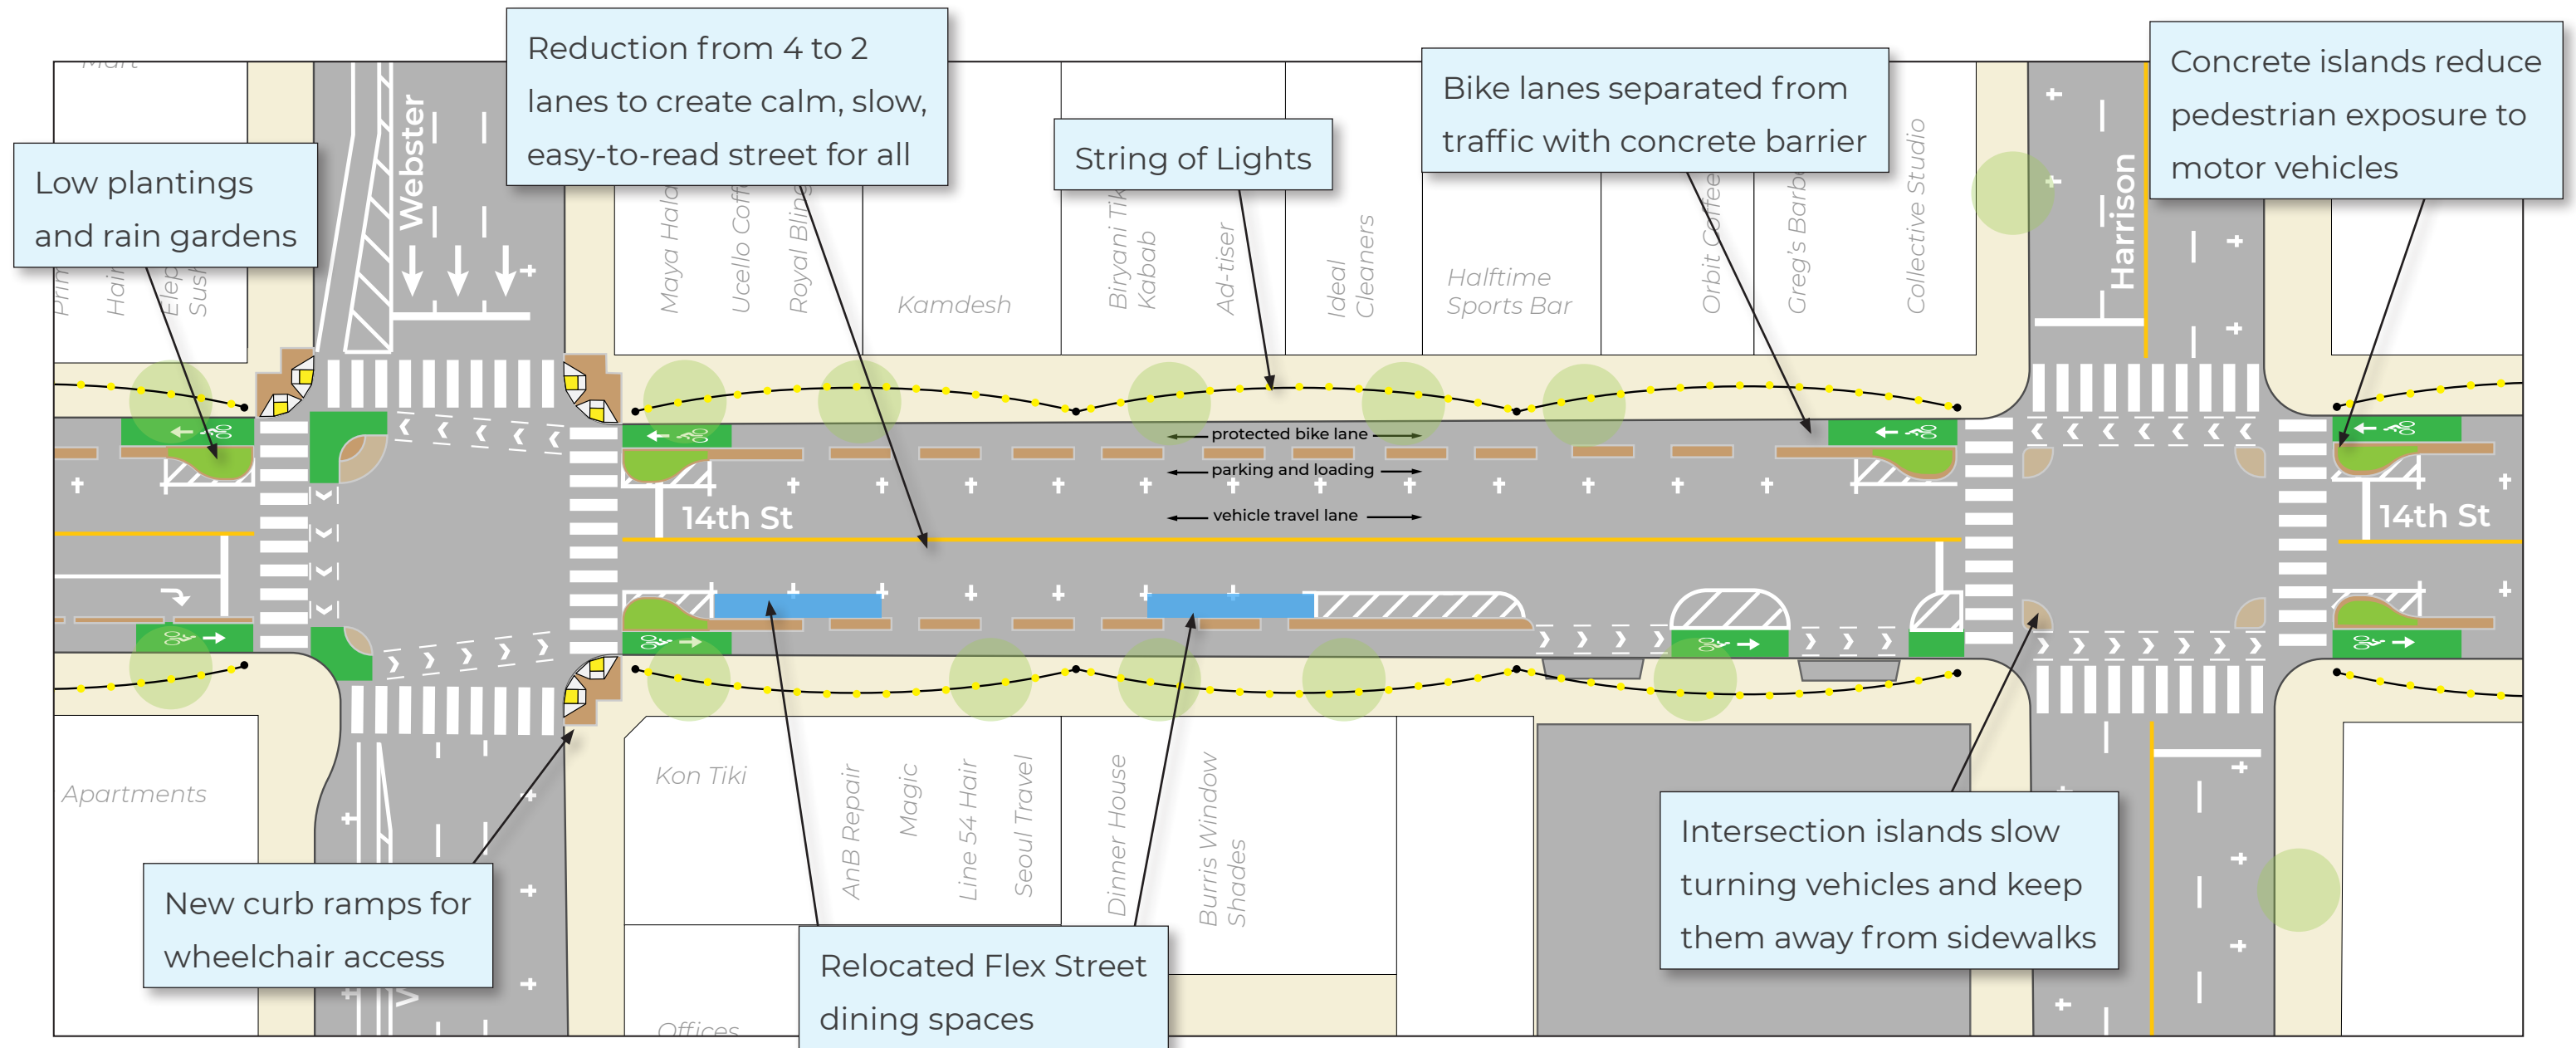 Reduction from 4 to 2
lanes to create calm, slow,
easy-to-read street for all
Concrete islands reduce
pedestrian exposure to
motor vehicles
Bike lanes separated from
traffic with concrete barrier
String of Lights
Low plantings
and rain gardens
Webster
Harrison
Maya
Ucello
Royal
Kamdesh
Biryani
Kabab
Ad-tiser
Ideal
Cleaners
Halftime
Sports Bar
Orbit Coffee
Greg's
Collective Studio
protected bike lane
parking and loading
vehicle travel lane
14th St
14th St
Apartments
Kon Tiki
AnB Repair
Magic
Line 54 Hair
Seoul Travel
Dinner House
Burris Window
Shades
Offices
New curb ramps for
wheelchair access
Relocated Flex Street
dining spaces
Intersection islands slow
turning vehicles and keep
them away from sidewalks